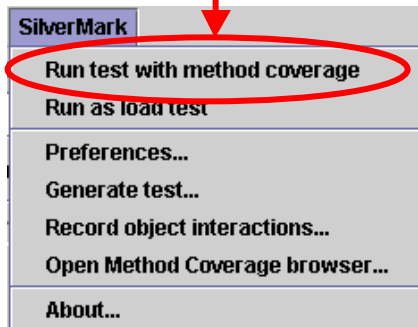 SilverMark
Run test with method coverage
Run as load test
Preferences...
Generate test...
Record object interactions...
Open Method Coverage browser...
About...